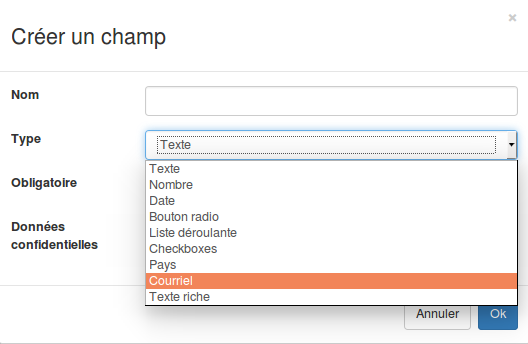 ×
Créer un champ
Nom
Type
Texte
Texte
Nombre
Date
Bouton radio
Liste déroulante
Checkboxes
Pays
Courriel
Texte riche
Obligatoire
Données
confidentielles
Annuler
Ok